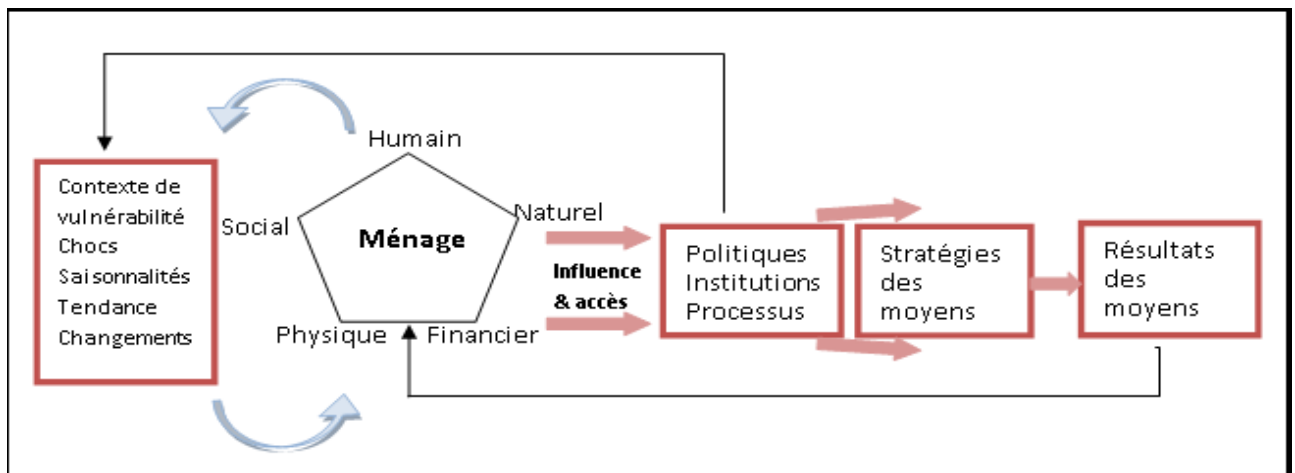 Contexte de
vulnérabilité
Chocs
Saisonnalités
Tendance
Changements
Humain
Social
Naturel
Ménage
Physique
Financier
Influence
& accès
Politiques
Institutions
Processus
Stratégies
des
moyens
Résultats
des
moyens